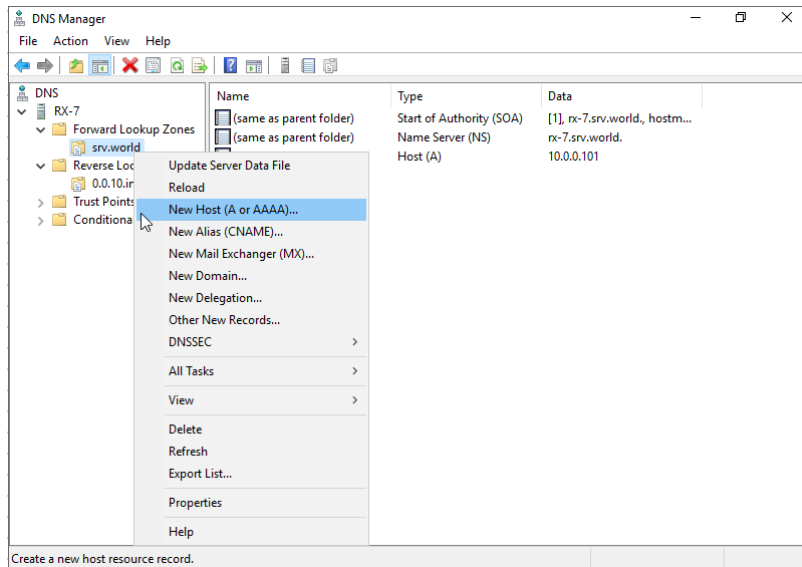 DNS Manager
File Action View Help
DNS
RX-7
Forward Lookup Zones
srv.world
Reverse Loc
0.0.10.in
Trust Points
Conditiona
Name Type Data
(same as parent folder) Start of Authority (SOA) [1], rx-7.srv.world., hostm...
(same as parent folder) Name Server (NS) rx-7.srv.world.
Host (A) 10.0.0.101
Update Server Data File
Reload
New Host (A or AAAA)...
New Alias (CNAME)...
New Mail Exchanger (MX)...
New Domain...
New Delegation...
Other New Records...
DNSSEC
All Tasks
View
Delete
Refresh
Export List...
Properties
Help
Create a new host resource record.